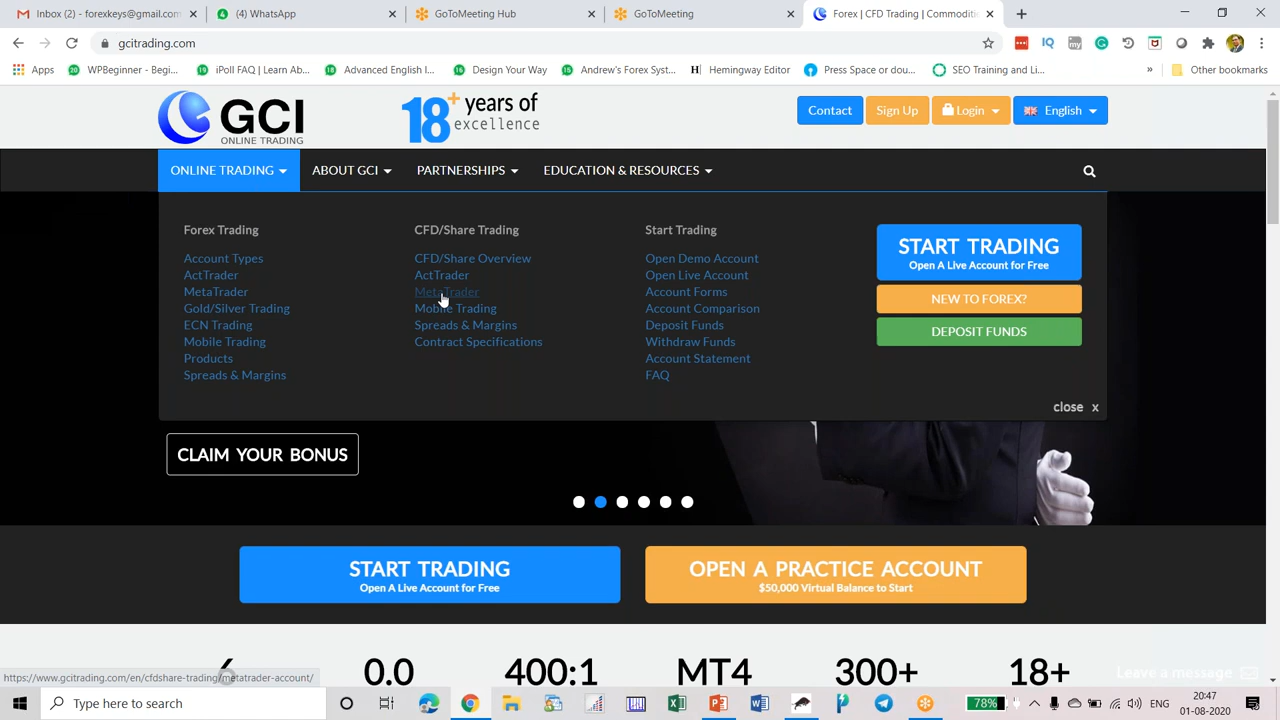 Inbox (2) - forexkeys@gmail.com
(4) WhatsApp
GoToMeeting Hub
GoToMeeting
Forex | CFD Trading | Commoditi
gcitrading.com
Apps
WPBeginner - Begi...
iPoll FAQ | Learn Ab...
Advanced English I...
Design Your Way
Andrew's Forex Syst...
Hemingway Editor
Press Space or dou...
SEO Training and Li...
»
Other bookmarks
GCI
ONLINE TRADING
18+ years of
excellence
Contact
Sign Up
Login
English
ONLINE TRADING
ABOUT GCI
PARTNERSHIPS
EDUCATION & RESOURCES
Forex Trading
Account Types
ActTrader
MetaTrader
Gold/Silver Trading
ECN Trading
Mobile Trading
Products
Spreads & Margins
CFD/Share Trading
CFD/Share Overview
ActTrader
MetaTrader
Mobile Trading
Spreads & Margins
Contract Specifications
Start Trading
Open Demo Account
Open Live Account
Account Forms
Account Comparison
Deposit Funds
Withdraw Funds
Account Statement
FAQ
START TRADING
Open A Live Account for Free
NEW TO FOREX?
DEPOSIT FUNDS
close x
CLAIM YOUR BONUS
START TRADING
Open A Live Account for Free
OPEN A PRACTICE ACCOUNT
$50,000 Virtual Balance to Start
0.0
400:1
MT4
300+
18+
Leave a message
https://www.gcitrading.com/en/cfdshare-trading/metatrader-account/
Type here to search
78%
20:47
01-08-2020